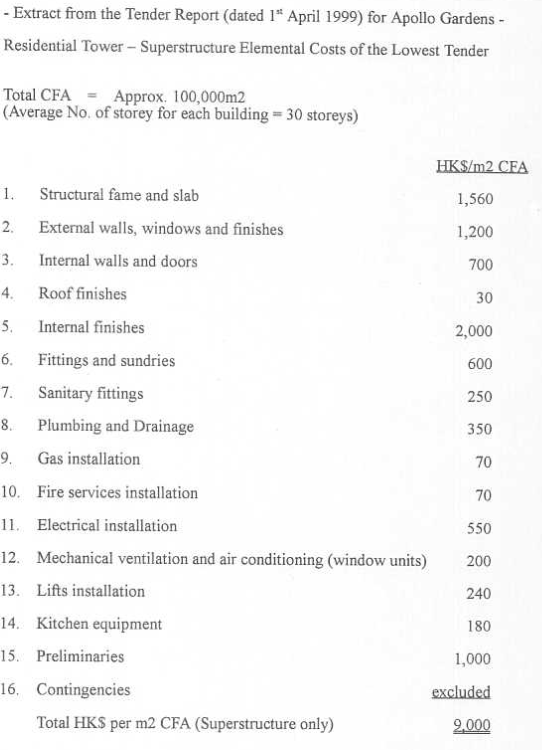 - Extract from the Tender Report (dated 1st April 1999) for Apollo Gardens -
Residential Tower – Superstructure Elemental Costs of the Lowest Tender
Total CFA = Approx. 100,000m2
(Average No. of storey for each building = 30 storeys)
HK$/m2 CFA
1. Structural fame and slab 1,560
2. External walls, windows and finishes 1,200
3. Internal walls and doors 700
4. Roof finishes 30
5. Internal finishes 2,000
6. Fittings and sundries 600
7. Sanitary fittings 250
8. Plumbing and Drainage 350
9. Gas installation 70
10. Fire services installation 70
11. Electrical installation 550
12. Mechanical ventilation and air conditioning (window units) 200
13. Lifts installation 240
14. Kitchen equipment 180
15. Preliminaries 1,000
16. Contingencies excluded
Total HK$ per m2 CFA (Superstructure only) 9,000